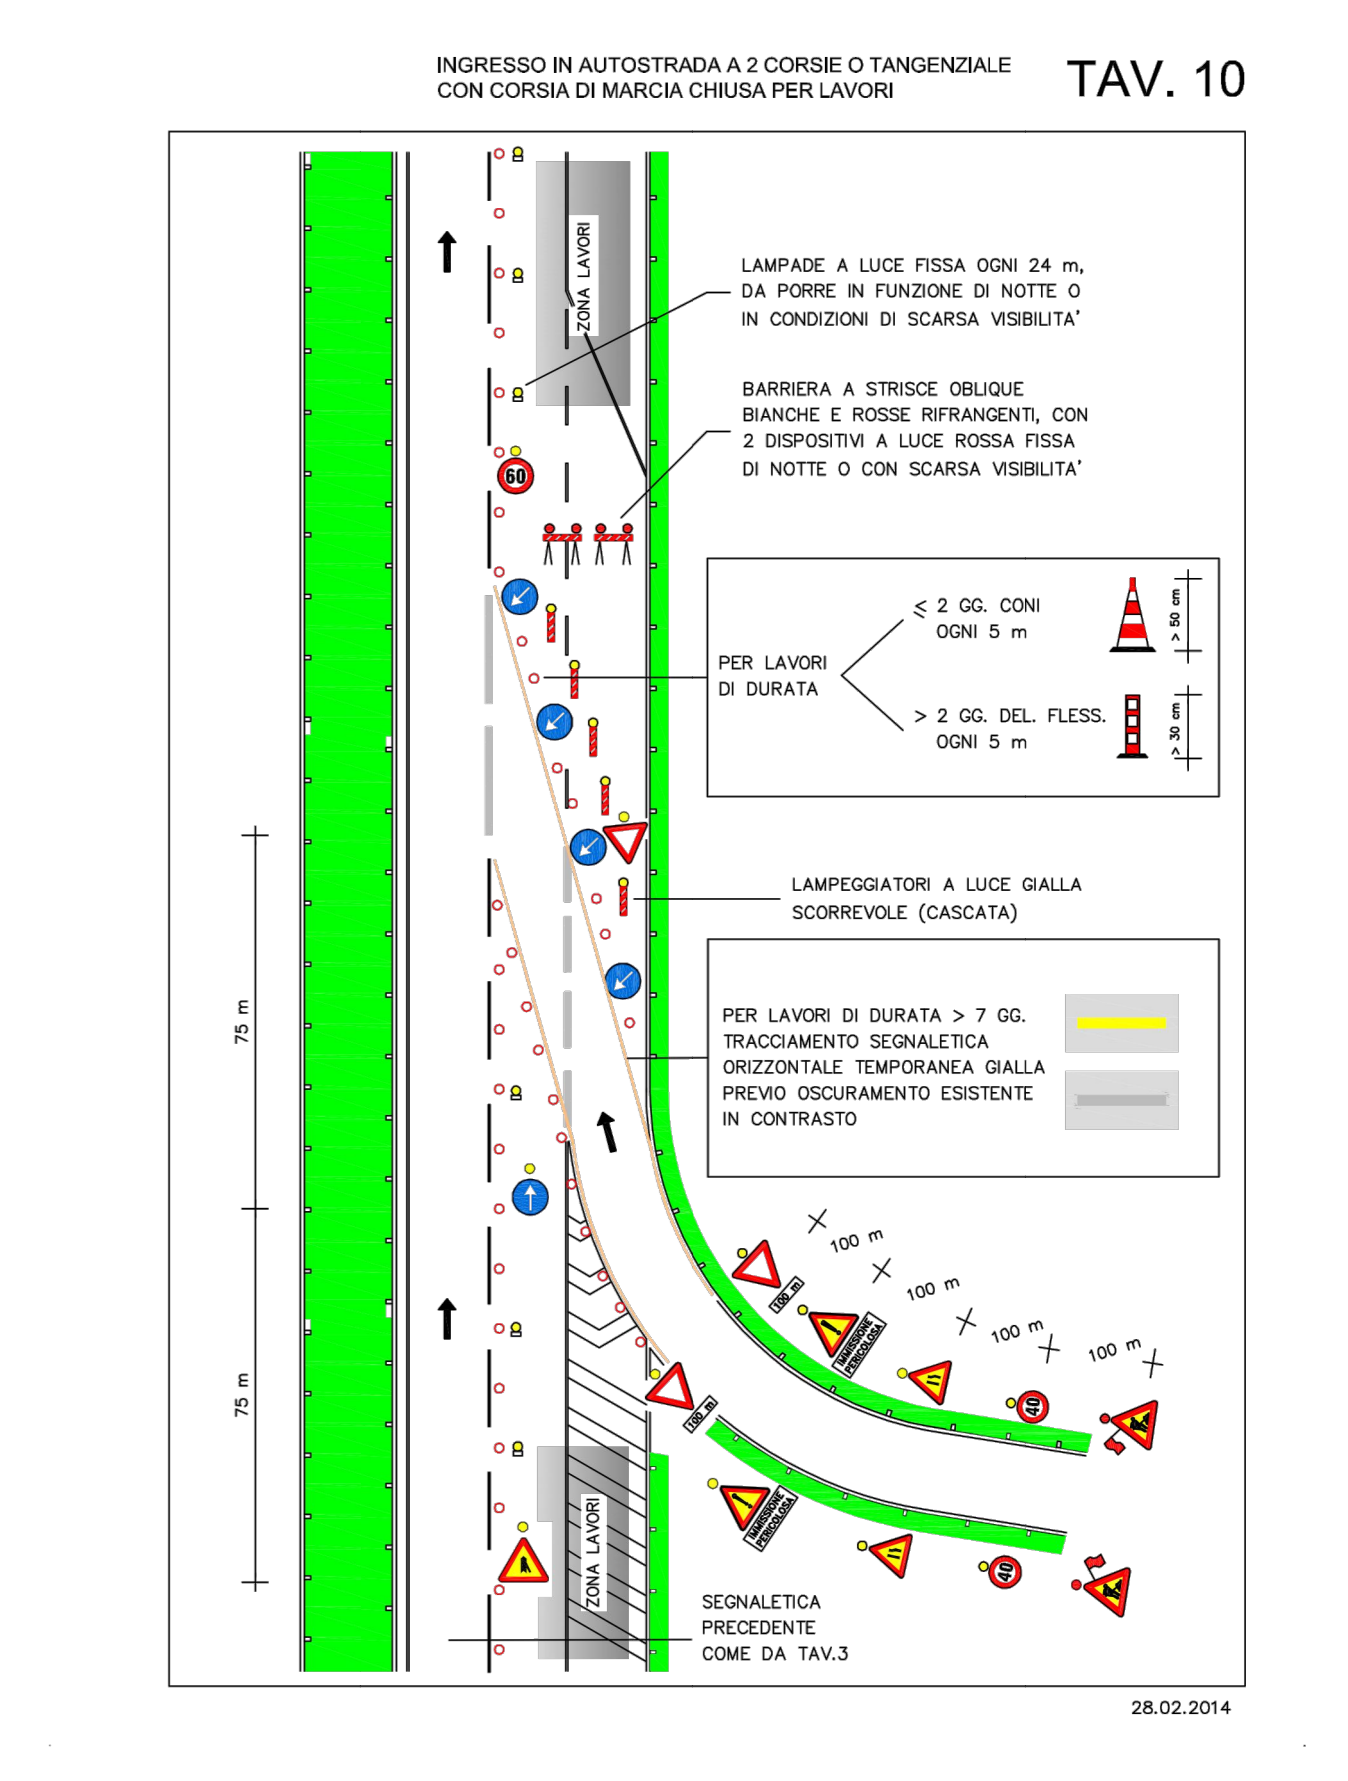 INGRESSO IN AUTOSTRADA A 2 CORSIE O TANGENZIALE
CON CORSIA DI MARCIA CHIUSA PER LAVORI
TAV. 10
ZONA LAVORI
LAMPADE A LUCE FISSA OGNI 24 m,
DA PORRE IN FUNZIONE DI NOTTE O
IN CONDIZIONI DI SCARSA VISIBILITA'
BARRIERA A STRISCE OBLIQUE
BIANCHE E ROSSE RIFRANGENTI, CON
2 DISPOSITIVI A LUCE ROSSA FISSA
DI NOTTE O CON SCARSA VISIBILITA'
60
PER LAVORI
DI DURATA
≤ 2 GG. CONI
OGNI 5 m
> 50 cm
> 2 GG. DEL. FLESS.
OGNI 5 m
> 30 cm
LAMPEGGIATORI A LUCE GIALLA
SCORREVOLE (CASCATA)
75 m
PER LAVORI DI DURATA > 7 GG.
TRACCIAMENTO SEGNALETICA
ORIZZONTALE TEMPORANEA GIALLA
PREVIO OSCURAMENTO ESISTENTE
IN CONTRASTO
100 m
100 m
100 m
100 m
100 m
IMMISSIONE
PERICOLOSA
40
75 m
100 m
IMMISSIONE
PERICOLOSA
40
ZONA LAVORI
SEGNALETICA
PRECEDENTE
COME DA TAV.3
28.02.2014